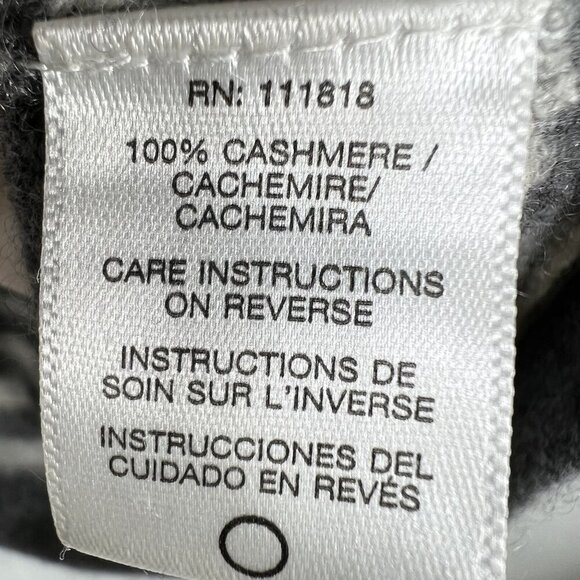 RN: 111818
100% CASHMERE /
CACHEMIRE/
CACHEMIRA
CARE INSTRUCTIONS
ON REVERSE
INSTRUCTIONS DE
SOIN SUR L'INVERSE
INSTRUCCIONES DEL
CUIDADO EN REVÉS